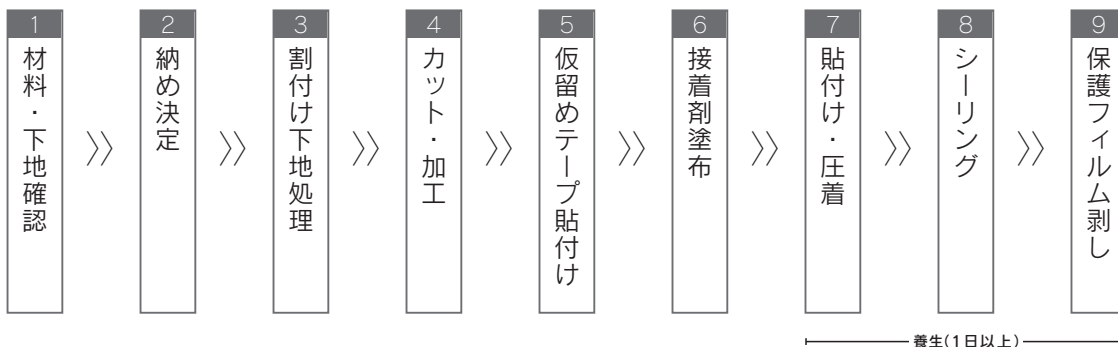 1
材料・下地確認
2
納め決定
3
割付け下地処理
4
カット・加工
5
仮留めテープ貼付け
6
接着剤塗布
7
貼付け・圧着
8
シーリング
9
保護フィルム剥し
養生(1日以上)